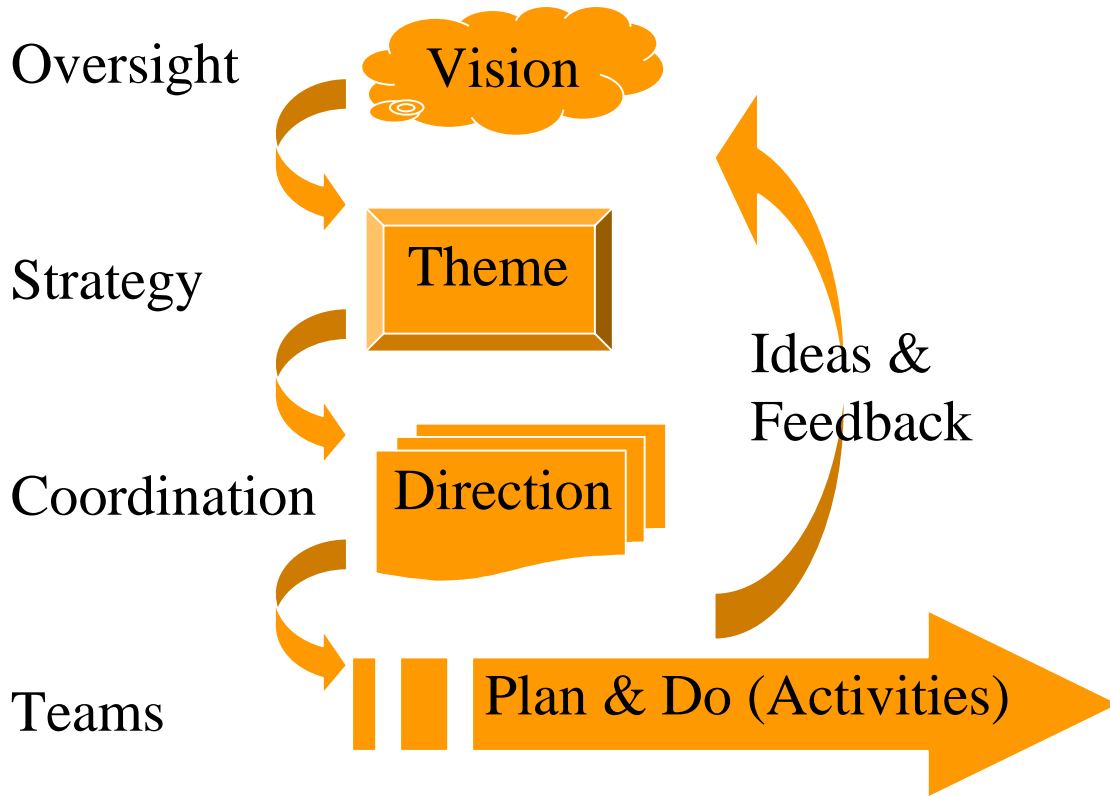 Oversight
Vision
Strategy
Theme
Ideas &
Feedback
Coordination
Direction
Teams
Plan & Do (Activities)